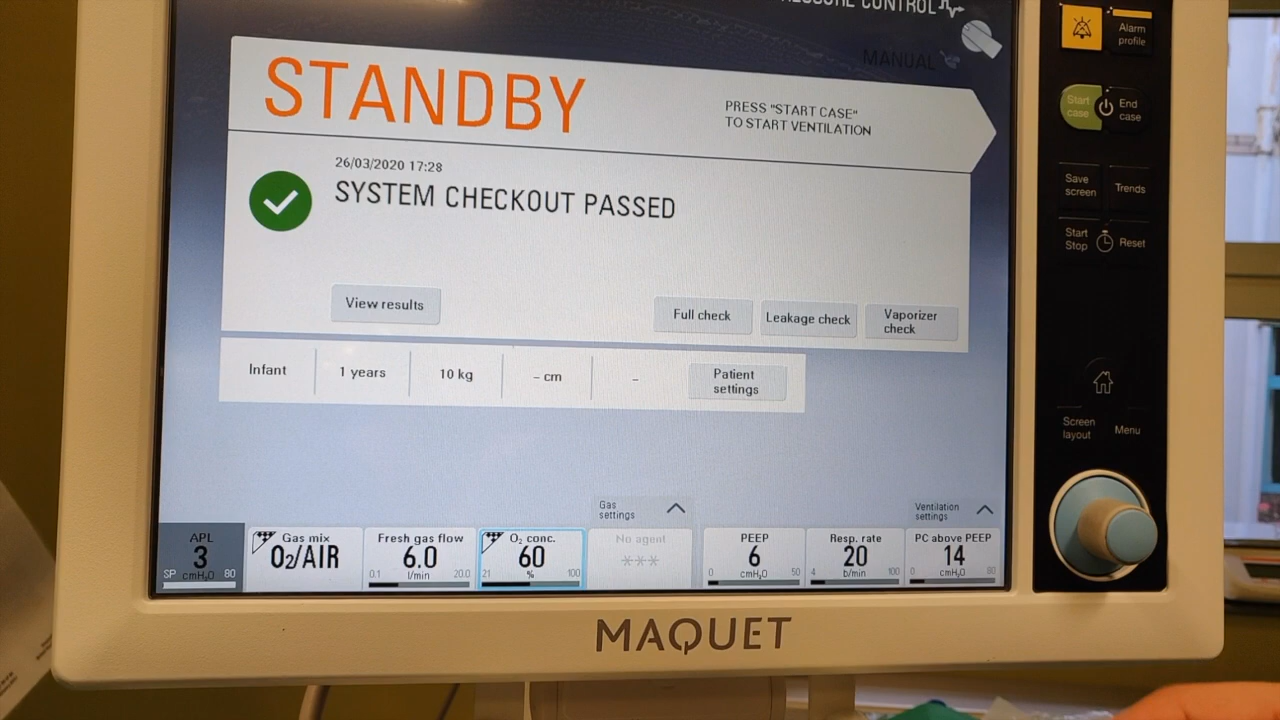 PRESSURE CONTROL
MANUAL
STANDBY
PRESS "START CASE"
TO START VENTILATION
26/03/2020 17:28
SYSTEM CHECKOUT PASSED
View results
Full check
Leakage check
Vaporizer
check
Infant
1 years
10 kg
– cm
–
Patient
settings
Gas
settings
Ventilation
settings
APL
3
SP cmH₂O 80
Gas mix
O₂/AIR
Fresh gas flow
6.0
0.1 l/min 20.0
O₂ conc.
60
21 % 100
No agent
***
PEEP
6
0 cmH₂O 50
Resp. rate
20
4 b/min 100
PC above PEEP
14
0 cmH₂O 80
Alarm
profile
Start
case
End
case
Save
screen
Trends
Start
Stop
Reset
Screen
layout
Menu
MAQUET